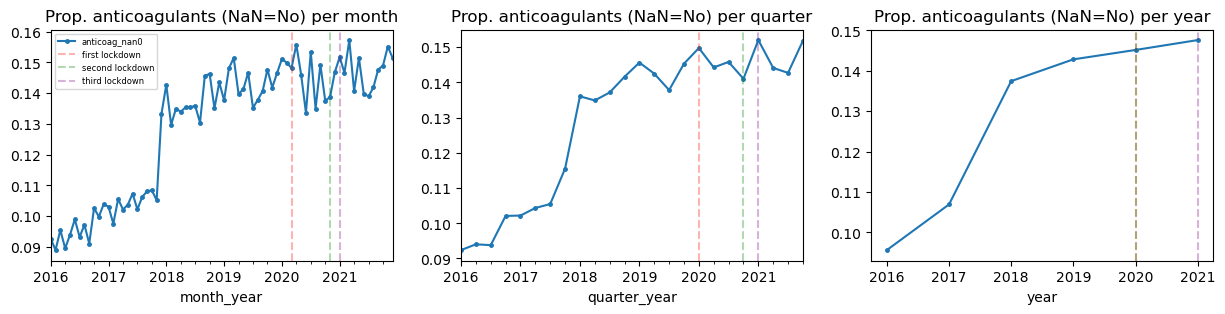 Prop. anticoagulants (NaN=No) per month
0.16
0.15
0.14
0.13
0.12
0.11
0.10
0.09
anticoag_nan0
first lockdown
second lockdown
third lockdown
2016 2017 2018 2019 2020 2021
month_year
Prop. anticoagulants (NaN=No) per quarter
0.15
0.14
0.13
0.12
0.11
0.10
0.09
2016 2017 2018 2019 2020 2021
quarter_year
Prop. anticoagulants (NaN=No) per year
0.15
0.14
0.13
0.12
0.11
0.10
2016 2017 2018 2019 2020 2021
year